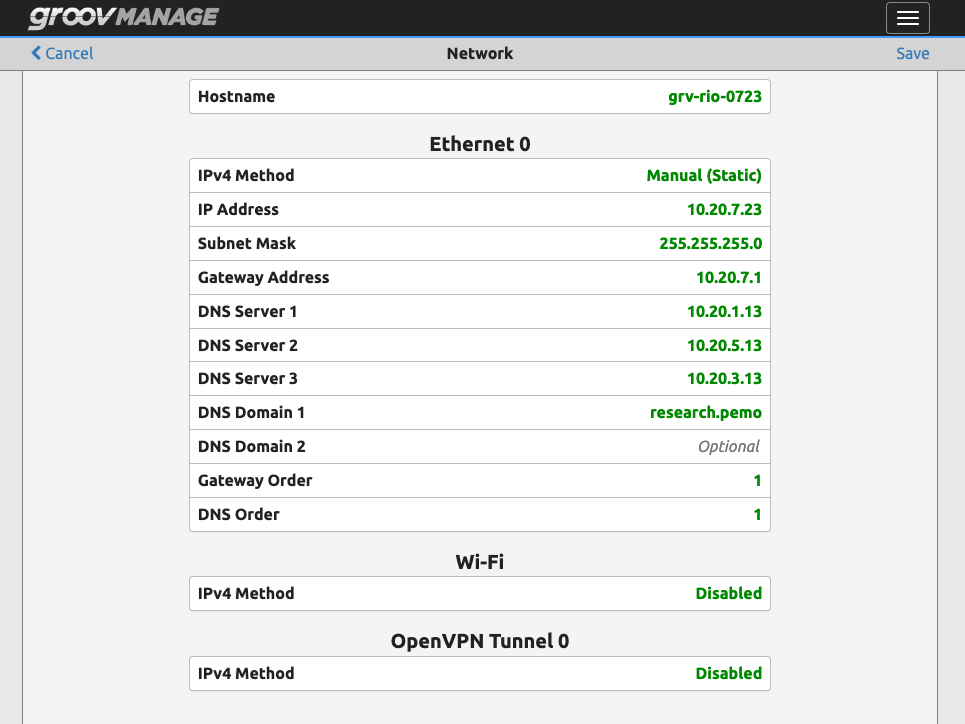 groov MANAGE
Cancel Network Save
Hostname grv-rio-0723
Ethernet 0
IPv4 Method Manual (Static)
IP Address 10.20.7.23
Subnet Mask 255.255.255.0
Gateway Address 10.20.7.1
DNS Server 1 10.20.1.13
DNS Server 2 10.20.5.13
DNS Server 3 10.20.3.13
DNS Domain 1 research.pemo
DNS Domain 2 Optional
Gateway Order 1
DNS Order 1
Wi-Fi
IPv4 Method Disabled
OpenVPN Tunnel 0
IPv4 Method Disabled